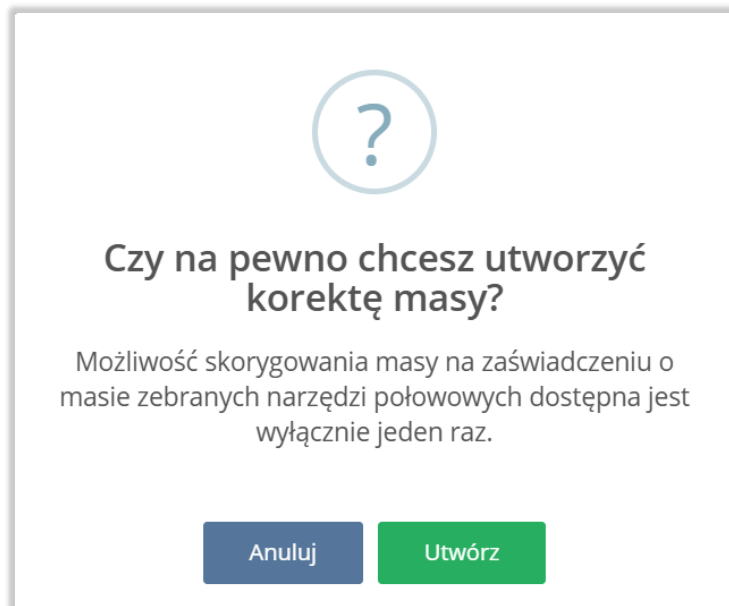 ?
Czy na pewno chcesz utworzyć
korektę masy?
Możliwość skorygowania masy na zaświadczeniu o
masie zebranych narzędzi połowowych dostępna jest
wyłącznie jeden raz.
Anuluj Utwórz